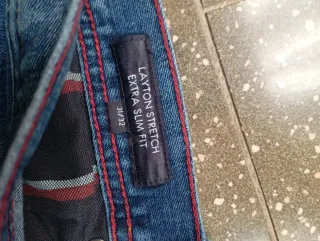 LAYTON STRETCH
EXTRA SLIM FIT
31/32